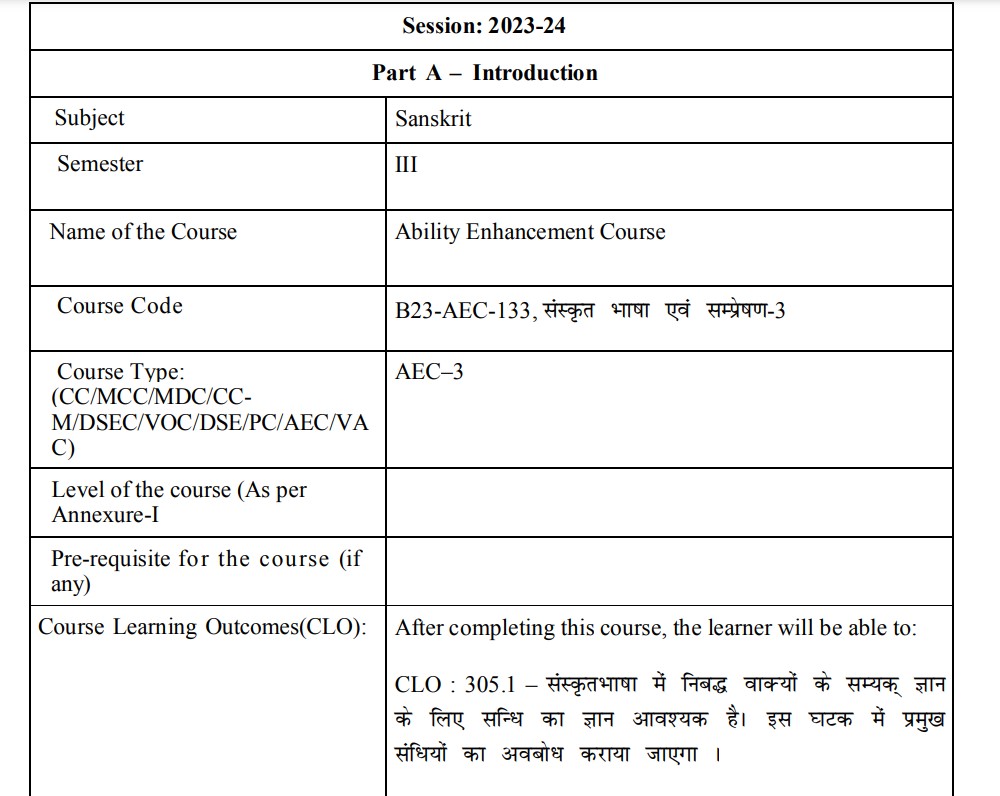 Session: 2023-24
Part A – Introduction
Subject
Sanskrit
Semester
III
Name of the Course
Ability Enhancement Course
Course Code
B23-AEC-133, संस्कृत भाषा एवं सम्प्रेषण-3
Course Type:
(CC/MCC/MDC/CC-
M/DSEC/VOC/DSE/PC/AEC/VA
C)
AEC–3
Level of the course (As per
Annexure-I
Pre-requisite for the course (if
any)
Course Learning Outcomes(CLO):
After completing this course, the learner will be able to:
CLO : 305.1 – संस्कृतभाषा में निबद्ध वाक्यों के सम्यक् ज्ञान
के लिए सन्धि का ज्ञान आवश्यक है। इस घटक में प्रमुख
संधियों का अवबोध कराया जाएगा ।